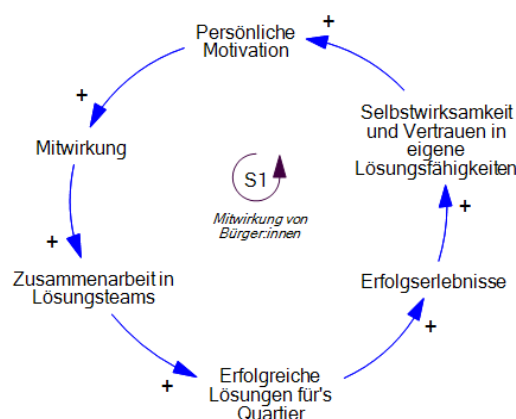 Persönliche
Motivation
+
+
Mitwirkung
+
Zusammenarbeit in
Lösungsteams
+
Erfolgreiche
Lösungen für's
Quartier
+
Erfolgserlebnisse
+
Selbstwirksamkeit
und Vertrauen in
eigene
Lösungsfähigkeiten
S1
Mitwirkung von
Bürger:innen